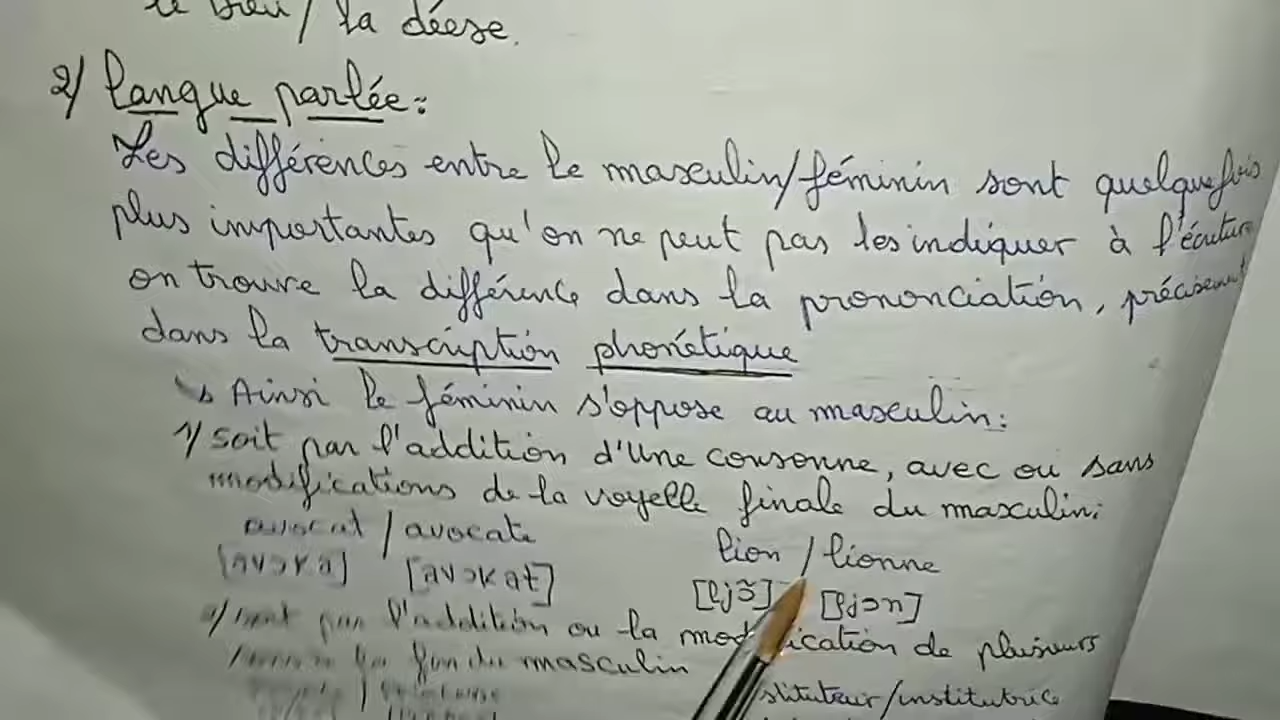 le Dieu / la déese.
2/ Langue parlée:
Les différences entre le masculin/féminin sont quelquefois
plus importantes qu'on ne peut pas les indiquer à l'écriture
on trouve la différence dans la prononciation, précisement
dans la transcription phonétique
↳ Ainsi le féminin s'oppose au masculin:
1/ soit par l'addition d'une consonne, avec ou sans
modifications de la voyelle finale du masculin:
avocat / avocate lion / lionne
[avɔka] [avɔkat] [ljɔ̃] [ljɔn]
2/ soit par l'addition ou la modification de plusieurs
la fin du masculin
stituteur/institutrice